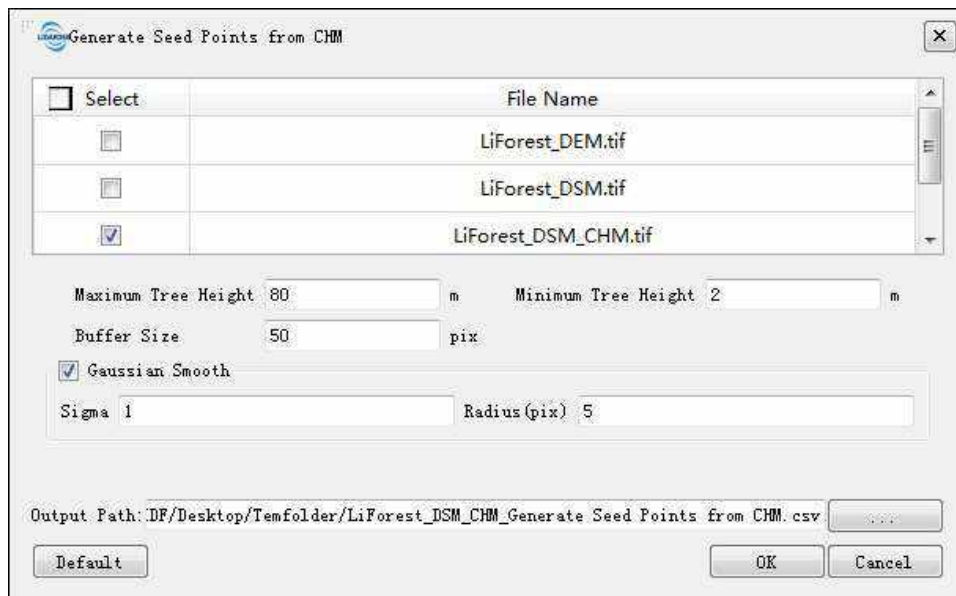 Generate Seed Points from CHM
Select File Name
LiForest_DEM.tif
LiForest_DSM.tif
LiForest_DSM_CHM.tif
Maximum Tree Height 80 m Minimum Tree Height 2 m
Buffer Size 50 pix
Gaussian Smooth
Sigma 1 Radius(pix) 5
Output Path: DF/Desktop/Temfolder/LiForest_DSM_CHM_Generate Seed Points from CHM.csv ...
Default OK Cancel